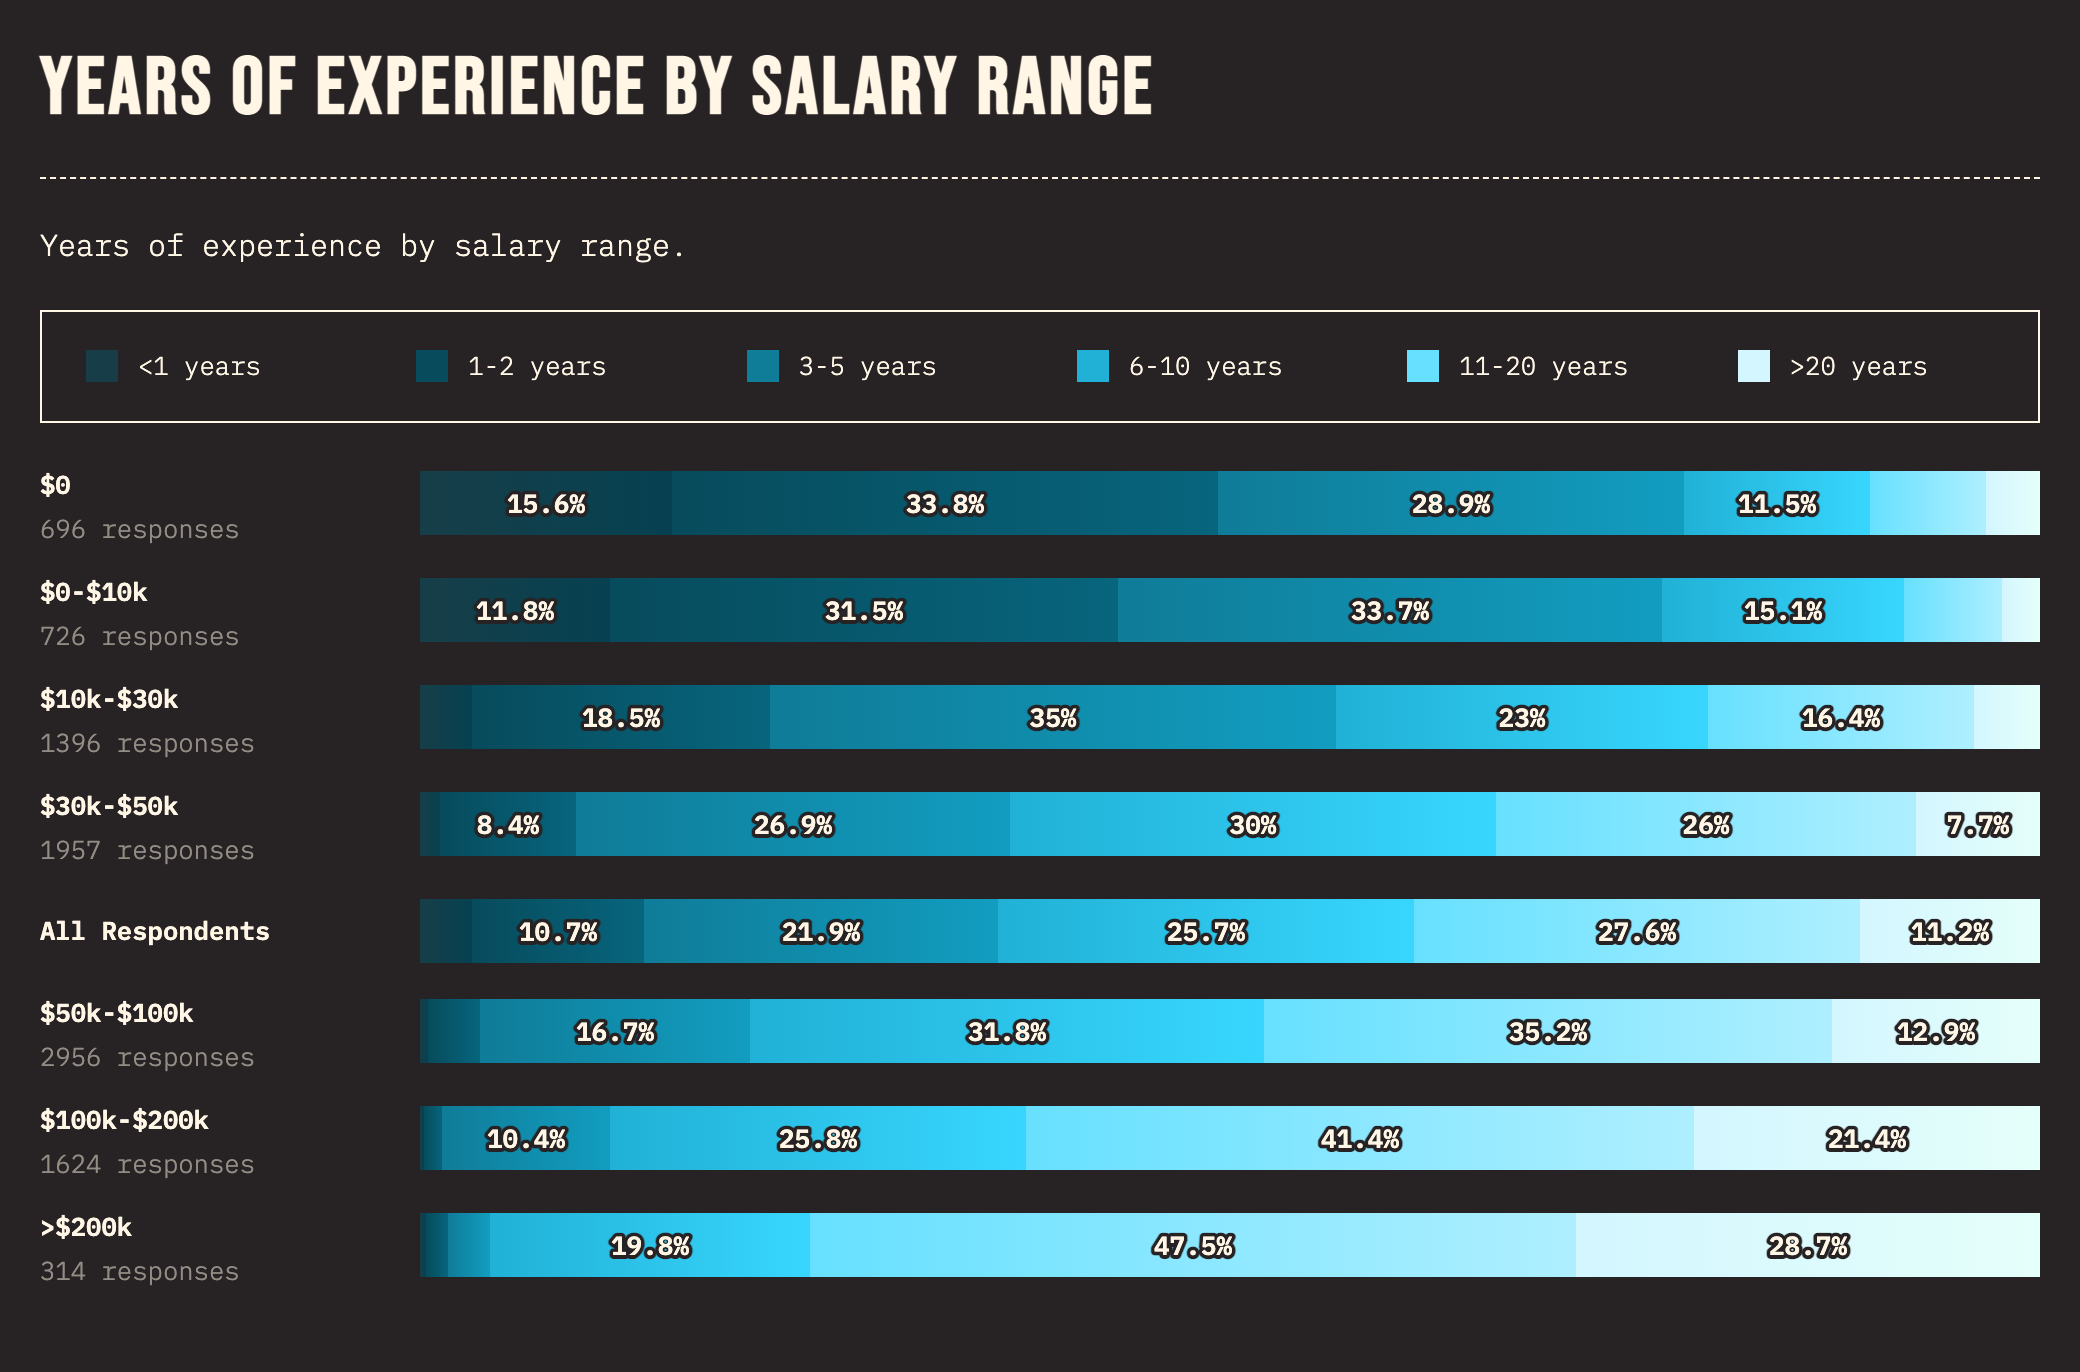 YEARS OF EXPERIENCE BY SALARY RANGE
Years of experience by salary range.
<1 years 1-2 years 3-5 years 6-10 years 11-20 years >20 years
$0
696 responses
15.6% 33.8% 28.9% 11.5%
$0-$10k
726 responses
11.8% 31.5% 33.7% 15.1%
$10k-$30k
1396 responses
18.5% 35% 23% 16.4%
$30k-$50k
1957 responses
8.4% 26.9% 30% 26% 7.7%
All Respondents
10.7% 21.9% 25.7% 27.6% 11.2%
$50k-$100k
2956 responses
16.7% 31.8% 35.2% 12.9%
$100k-$200k
1624 responses
10.4% 25.8% 41.4% 21.4%
>$200k
314 responses
19.8% 47.5% 28.7%